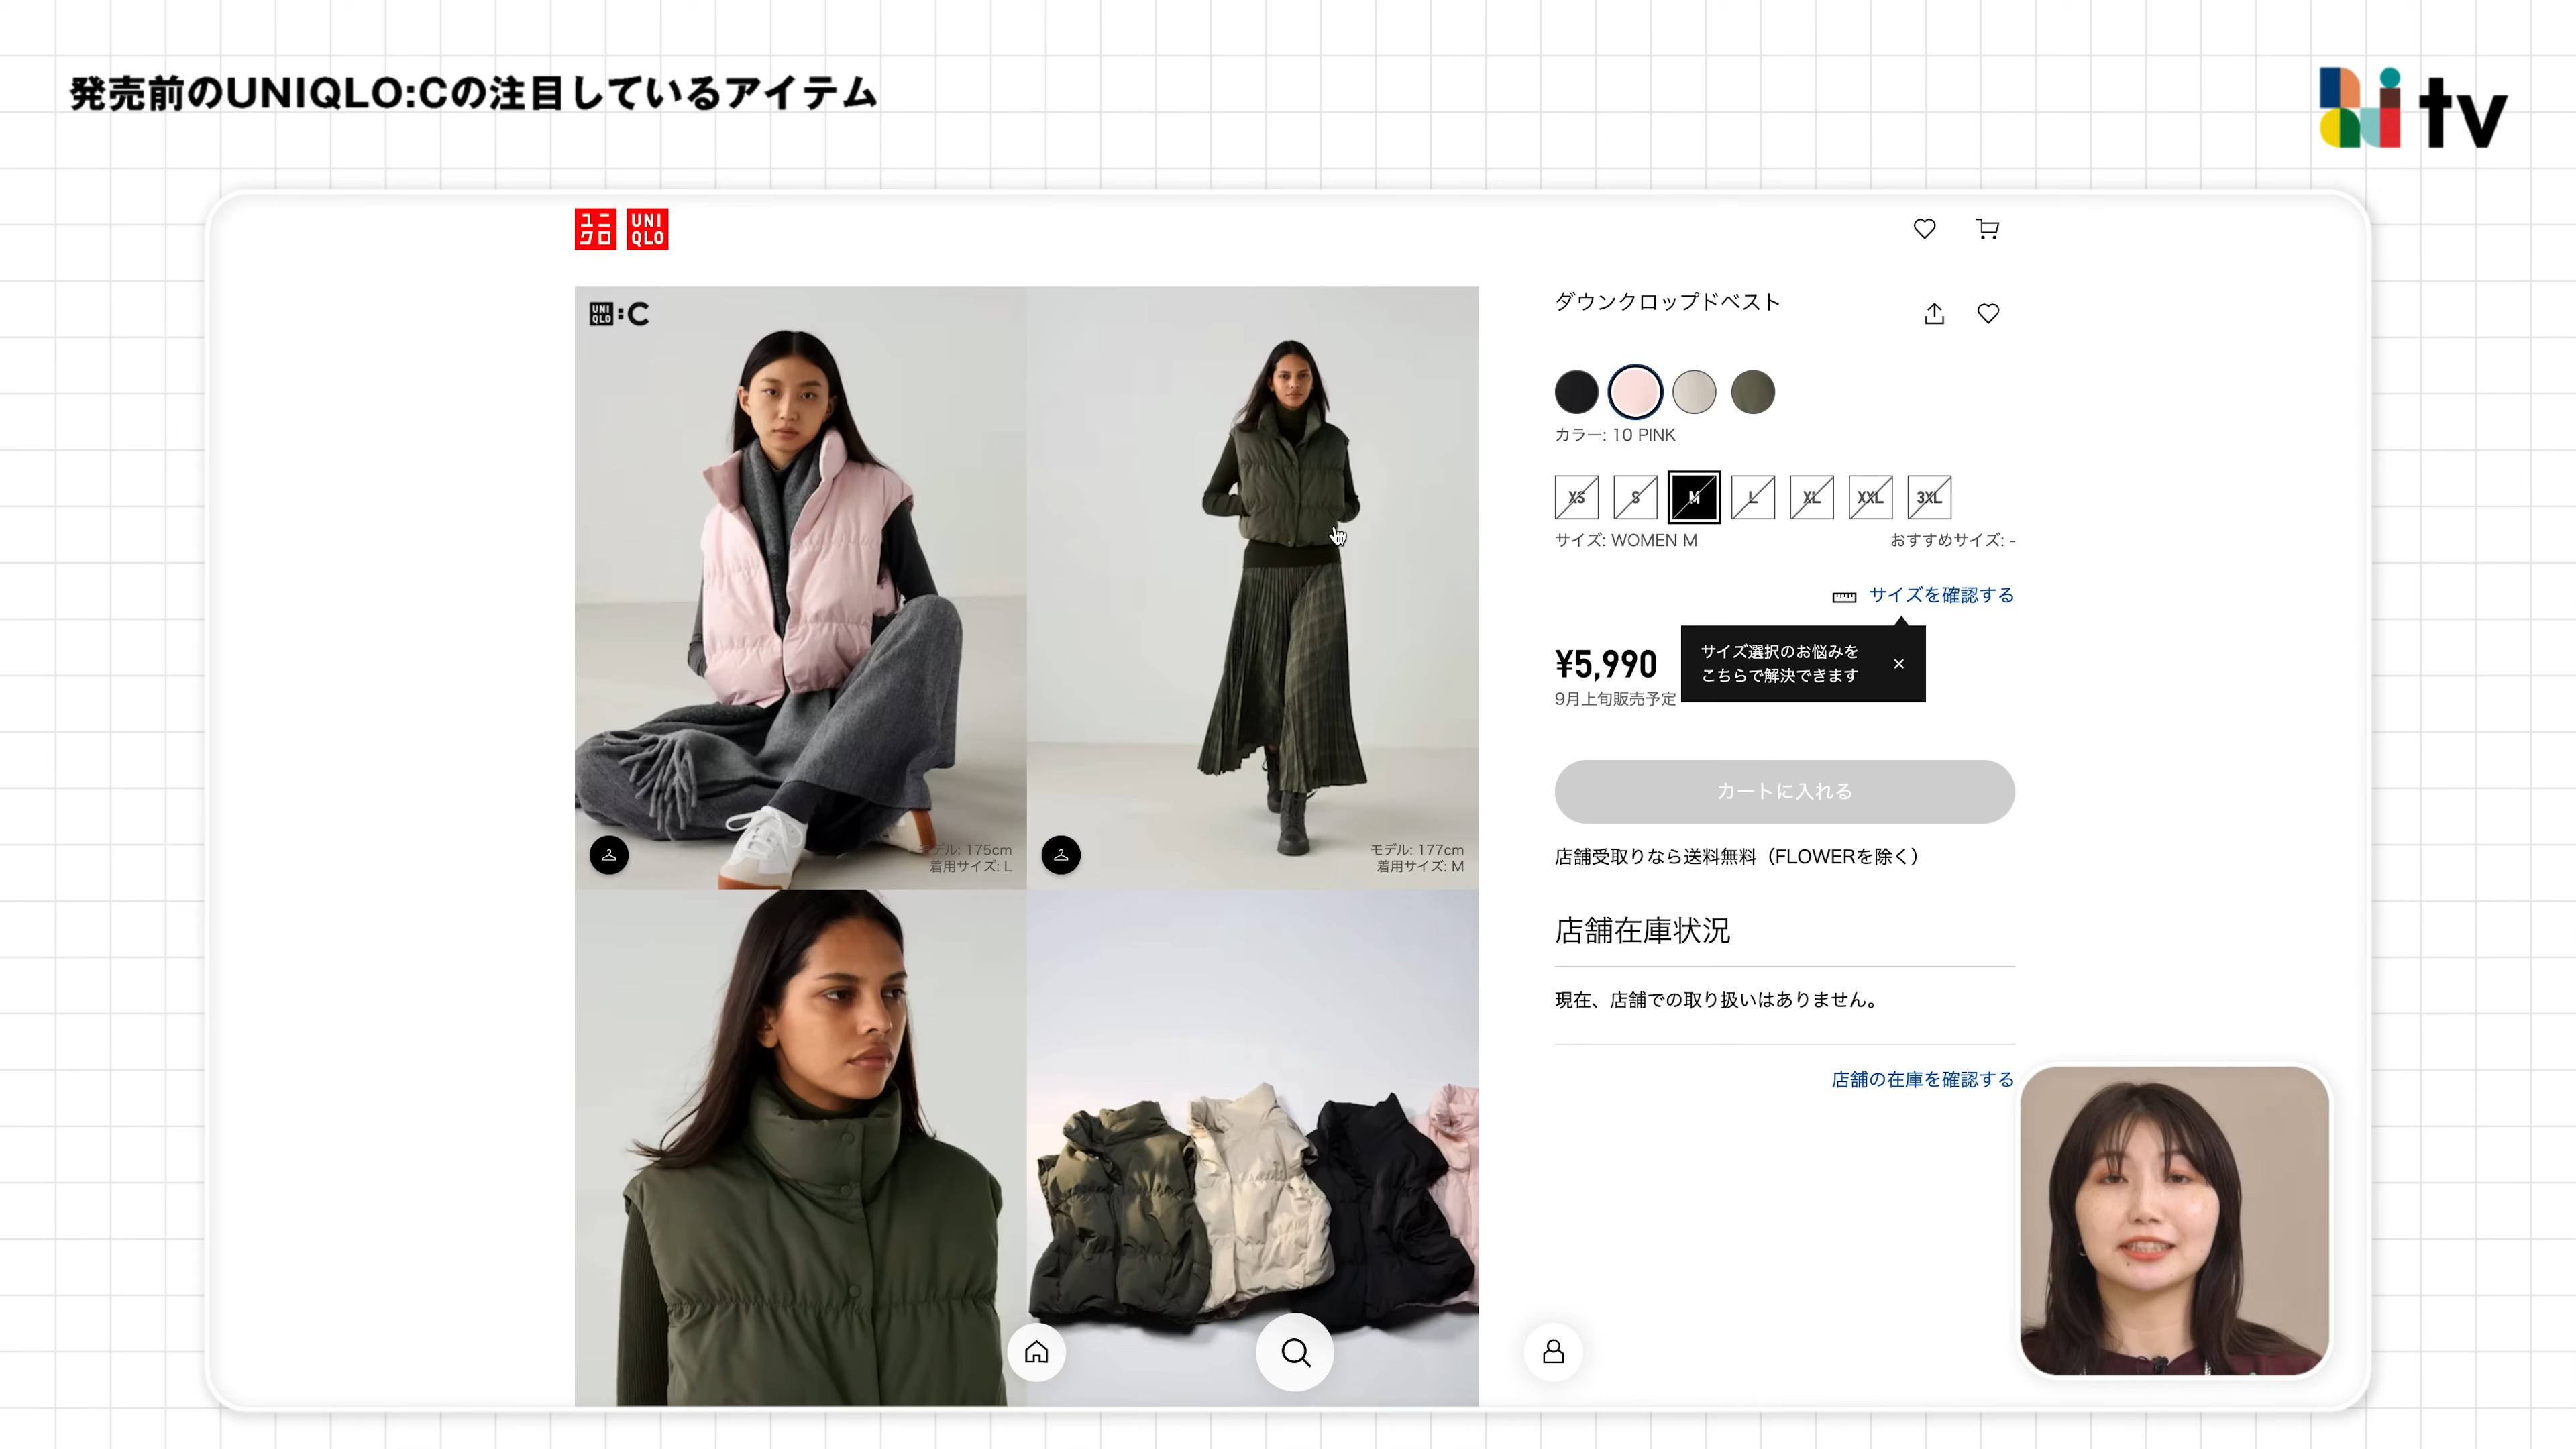 発売前のUNIQLO:Cの注目しているアイテム
tv
ユニクロ
UNIQLO
UNIQLO : C
ダウンクロップドベスト
カラー: 10 PINK
XS S M L XL XXL 3XL
サイズ: WOMEN M
おすすめサイズ: -
サイズを確認する
サイズ選択のお悩みを
こちらで解決できます
¥5,990
9月上旬販売予定
カートに入れる
モデル: 175cm
着用サイズ: L
モデル: 177cm
着用サイズ: M
店舗受取りなら送料無料（FLOWERを除く）
店舗在庫状況
現在、店舗での取り扱いはありません。
店舗の在庫を確認する